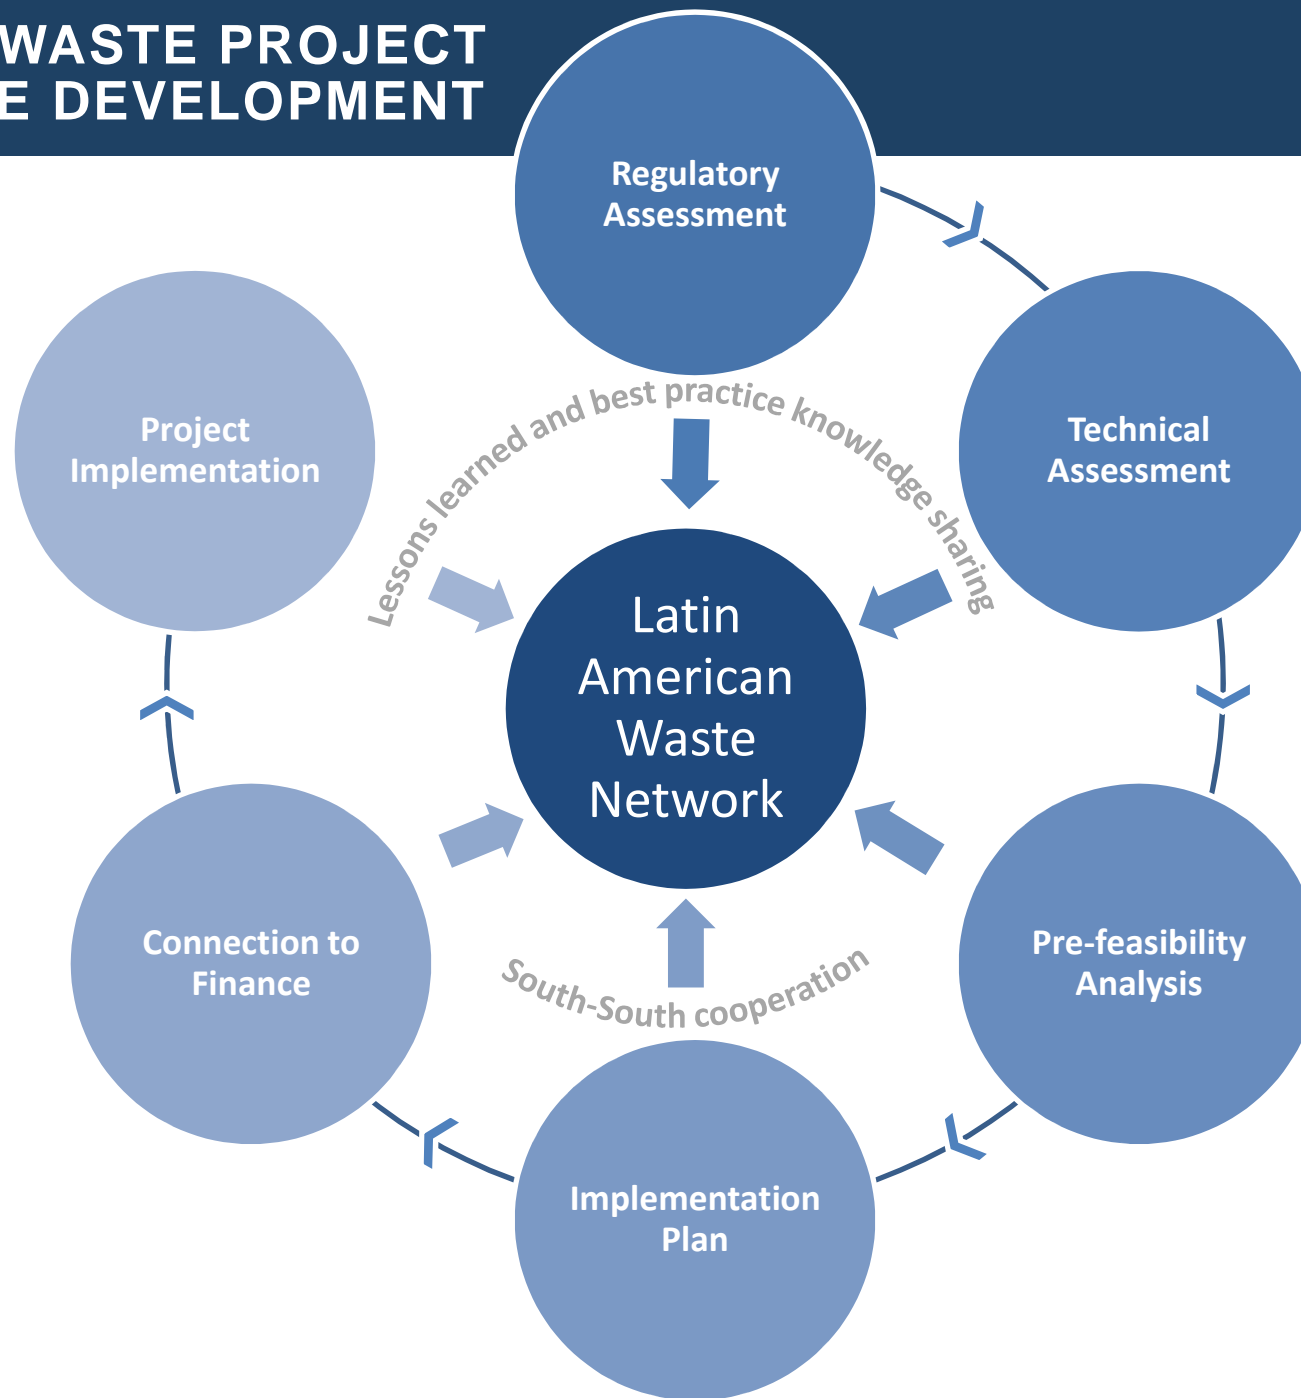 WASTE PROJECT
E DEVELOPMENT
Regulatory
Assessment
Technical
Assessment
Pre-feasibility
Analysis
Implementation
Plan
Connection to
Finance
Project
Implementation
Lessons learned and best practice knowledge sharing
Latin
American
Waste
Network
South-South cooperation